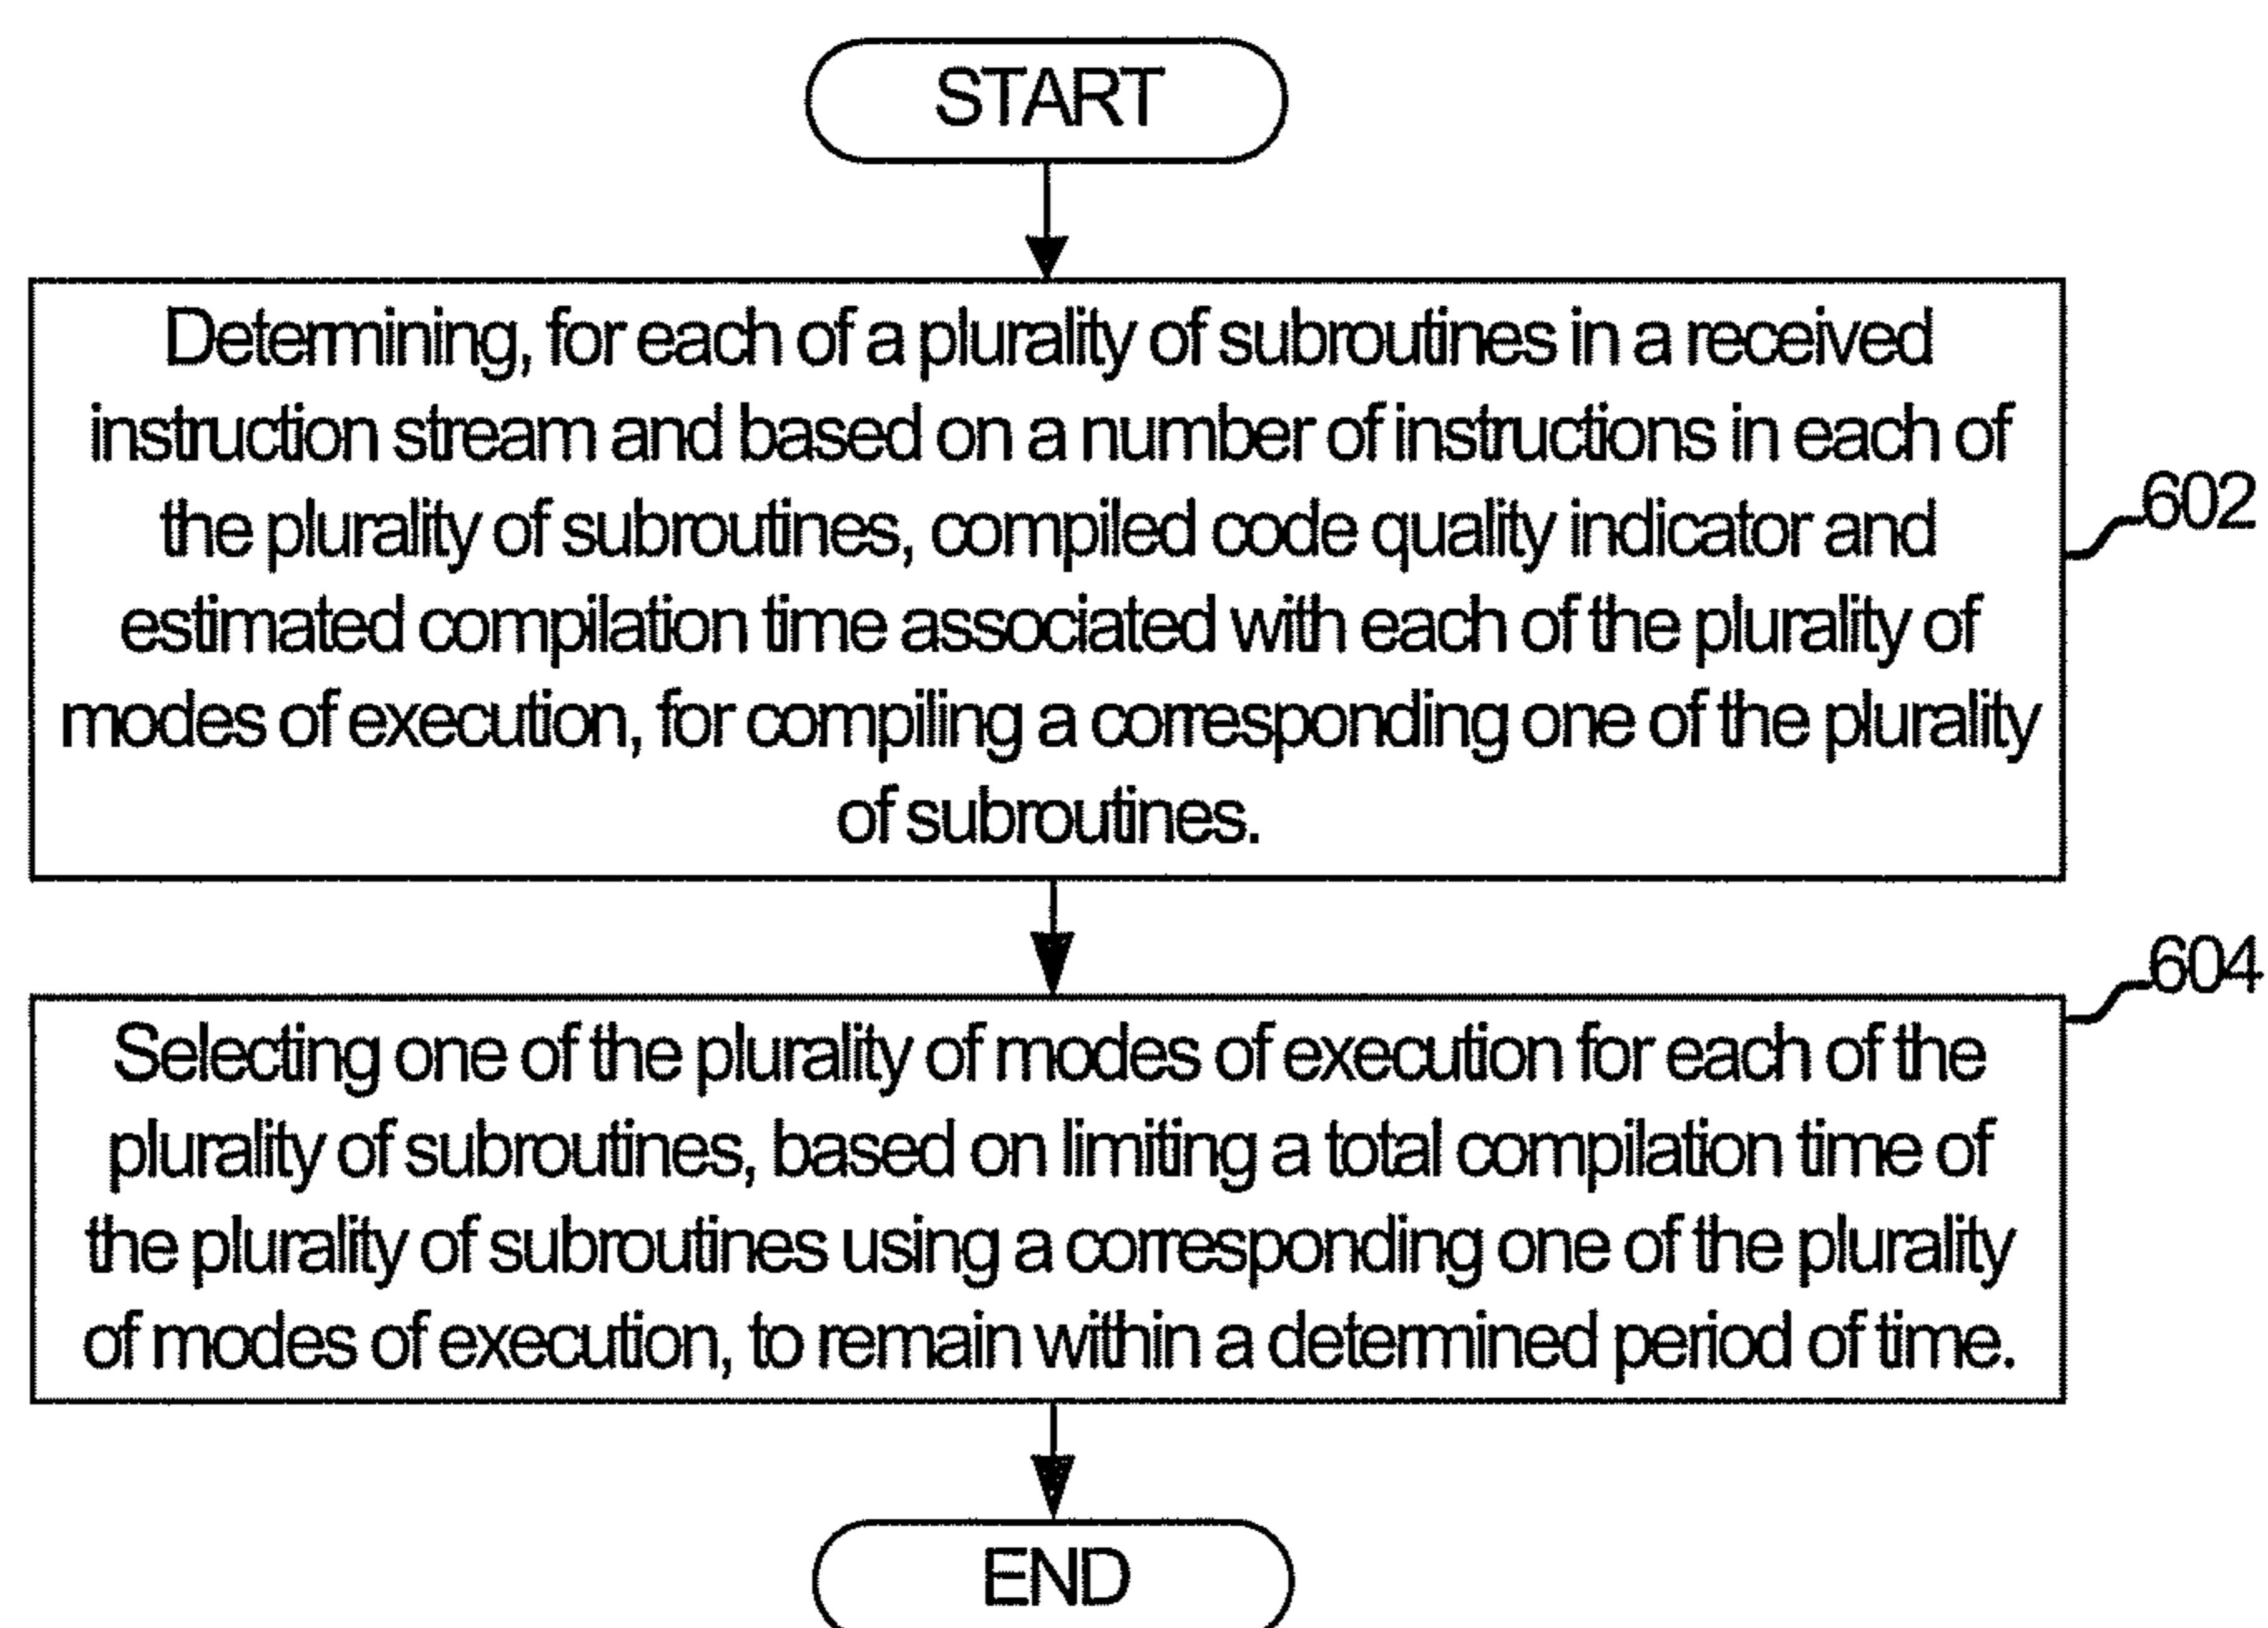 START
Determining, for each of a plurality of subroutines in a received
instruction stream and based on a number of instructions in each of
the plurality of subroutines, compiled code quality indicator and
estimated compilation time associated with each of the plurality of
modes of execution, for compiling a corresponding one of the plurality
of subroutines.
602
604
Selecting one of the plurality of modes of execution for each of the
plurality of subroutines, based on limiting a total compilation time of
the plurality of subroutines using a corresponding one of the plurality
of modes of execution, to remain within a determined period of time.
END